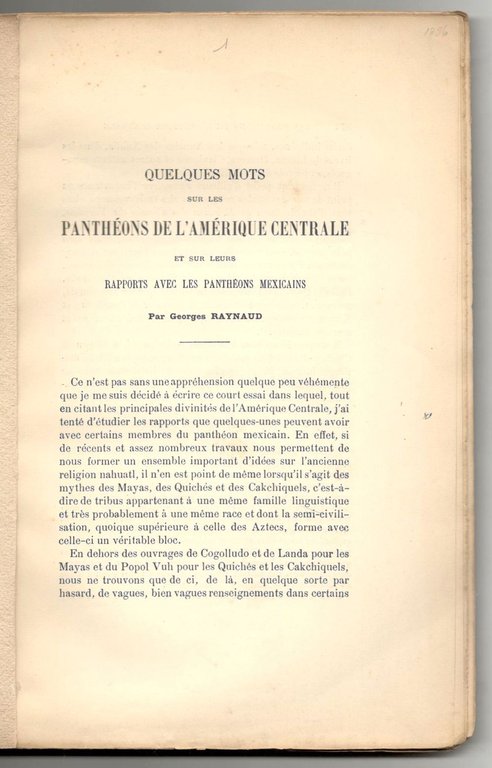 1
1896
QUELQUES MOTS
SUR LES
PANTHÉONS DE L'AMÉRIQUE CENTRALE
ET SUR LEURS
RAPPORTS AVEC LES PANTHÉONS MEXICAINS
Par Georges RAYNAUD
Ce n'est pas sans une appréhension quelque peu véhémente
que je me suis décidé à écrire ce court essai dans lequel, tout
en citant les principales divinités de l'Amérique Centrale, j'ai
tenté d'étudier les rapports que quelques-unes peuvent avoir
avec certains membres du panthéon mexicain. En effet, si
de récents et assez nombreux travaux nous permettent de
nous former un ensemble important d'idées sur l'ancienne
religion nahuatl, il n'en est point de même lorsqu'il s'agit des
mythes des Mayas, des Quichés et des Cakchiquels, c'est-à-
dire de tribus appartenant à une même famille linguistique
et très probablement à une même race et dont la semi-civili-
sation, quoique supérieure à celle des Aztecs, forme avec
celle-ci un véritable bloc.
En dehors des ouvrages de Cogolludo et de Landa pour les
Mayas et du Popol Vuh pour les Quichés et les Cakchiquels,
nous ne trouvons que de ci, de là, en quelque sorte par
hasard, de vagues, bien vagues renseignements dans certains